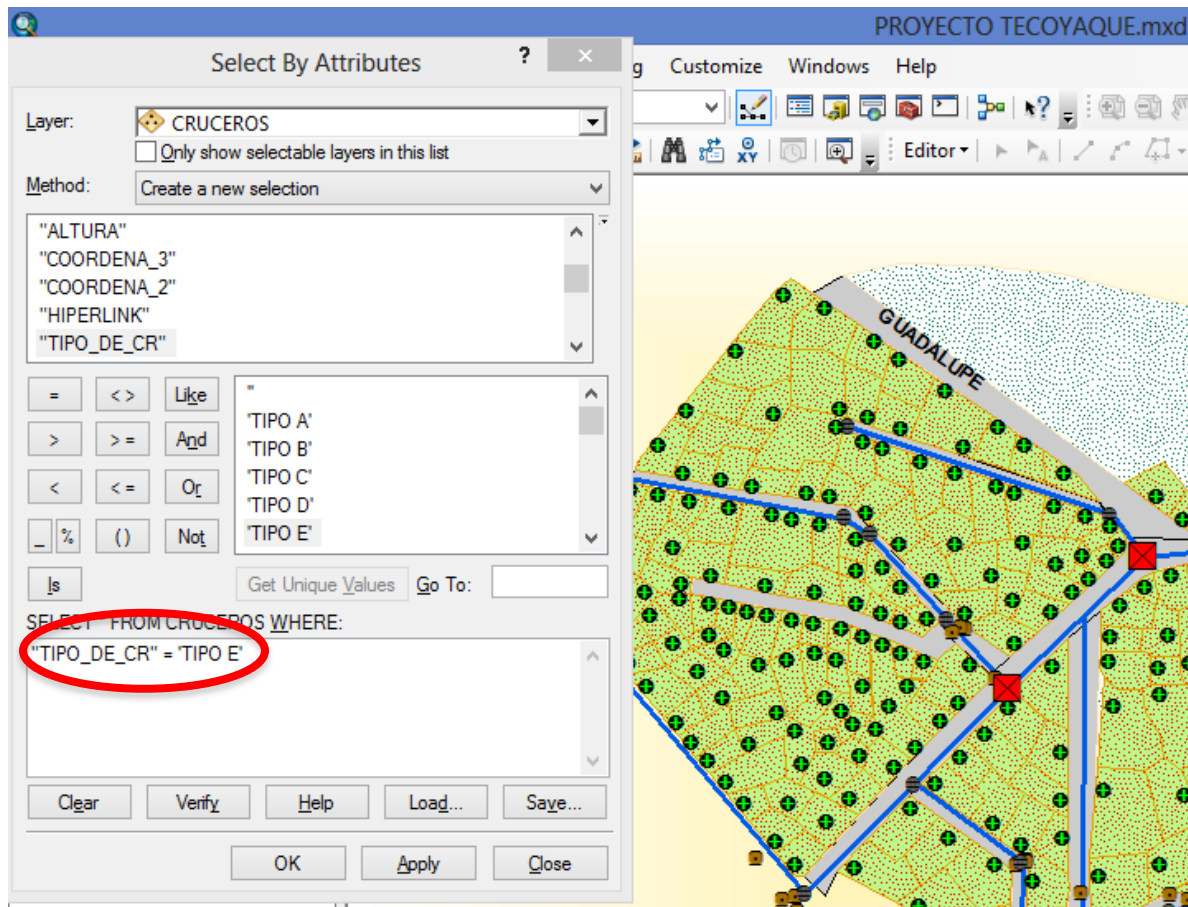 PROYECTO TECOYAQUE.mxd
Select By Attributes
?
g Customize Windows Help
Layer: CRUCEROS
Only show selectable layers in this list
Method: Create a new selection
Editor
"ALTURA"
"COORDENA_3"
"COORDENA_2"
"HIPERLINK"
"TIPO_DE_CR"
= <> Like
> >= And
< <= Or
_ % () Not
Is
''
'TIPO A'
'TIPO B'
'TIPO C'
'TIPO D'
'TIPO E'
Get Unique Values Go To:
SELECT FROM CRUCEROS WHERE:
"TIPO_DE_CR" = 'TIPO E'
Clear Verify Help Load... Save...
OK Apply Close
GUADALUPE